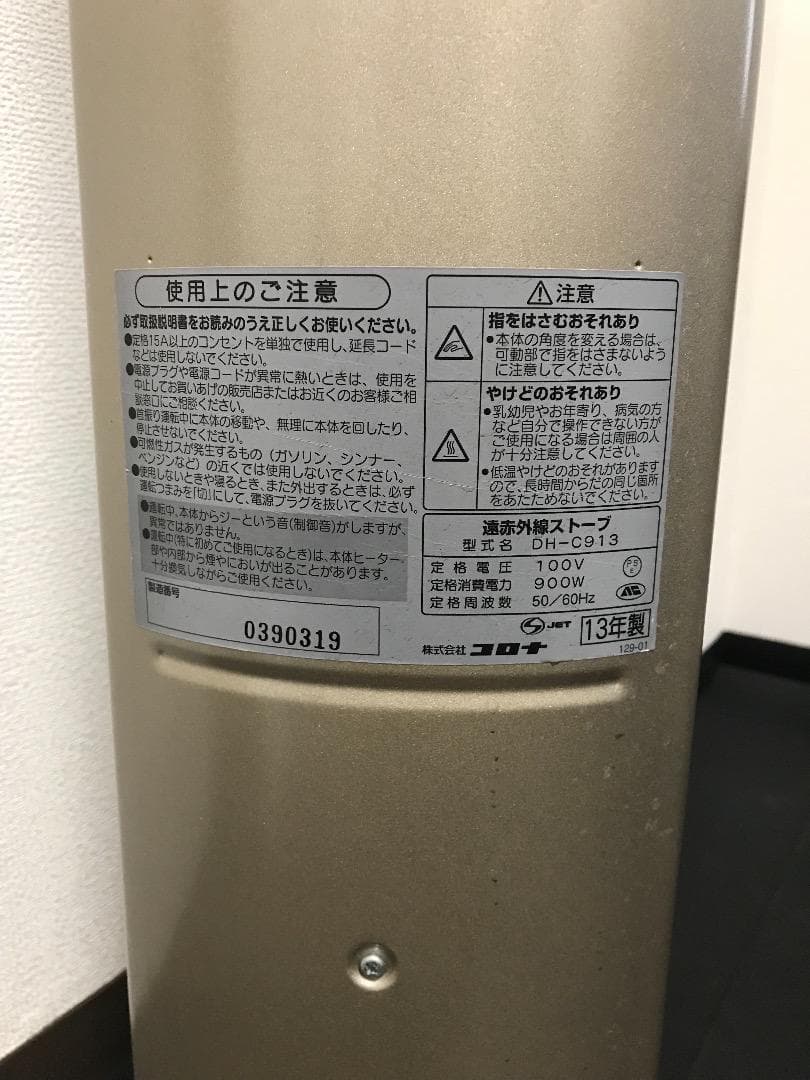 使用上のご注意
必ず取扱説明書をお読みのうえ正しくお使いください。
●定格15A以上のコンセントを単独で使用し、延長コード
などは使用しないでください。
●電源プラグや電源コードが異常に熱いときは、使用を
中止してお買いあげの販売店またはお近くのお客様ご相
談窓口にご相談ください。
●首振り運転中に本体の移動や、無理に本体を回したり、
停止させないでください。
●可燃性ガスが発生するもの(ガソリン、シンナー、
ベンジンなど)の近くでは使用しないでください。
●使用しないときや寝るとき、また外出するときは、必ず
運転つまみを「切」にして、電源プラグを抜いてください。
●運転中、本体からジーという音(制御音)がしますが、
異常ではありません。
●運転中(特に初めてご使用になるとき)は、本体ヒーター
部や内部から煙やにおいが出ることがあります。
十分換気しながらご使用ください。
製造番号
0390319
⚠注意
指をはさむおそれあり
●本体の角度を変える場合は、
可動部で指をはさまないよう
に注意してください。
やけどのおそれあり
●乳幼児やお年寄り、病気の方
など自分で操作できない方が
ご使用になる場合は周囲の人
が十分注意してください。
●低温やけどのおそれがあります
ので、長時間からだの同じ箇所
をあたためないでください。
遠赤外線ストーブ
型式名 DH-C913
定格電圧 100V
定格消費電力 900W
定格周波数 50/60Hz
PS
E
JET
13年製
株式会社 コロナ
129-01